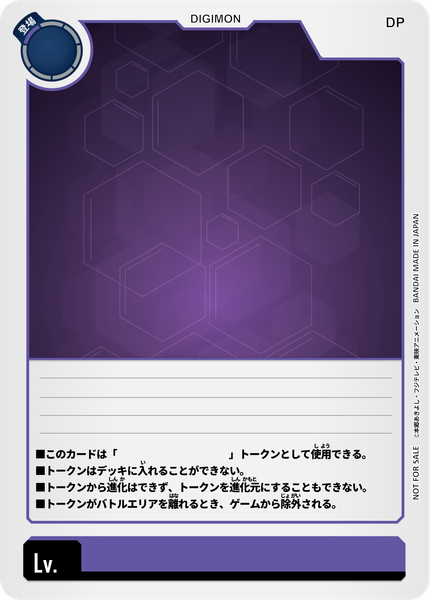 登場
DIGIMON
DP
■このカードは「　　　　　　　　　　」トークンとして使用できる。
■トークンはデッキに入れることができない。
■トークンから進化はできず、トークンを進化元にすることもできない。
■トークンがバトルエリアを離れるとき、ゲームから除外される。
Lv.
NOT FOR SALE ©本郷あきよし・フジテレビ・東映アニメーション BANDAI MADE IN JAPAN